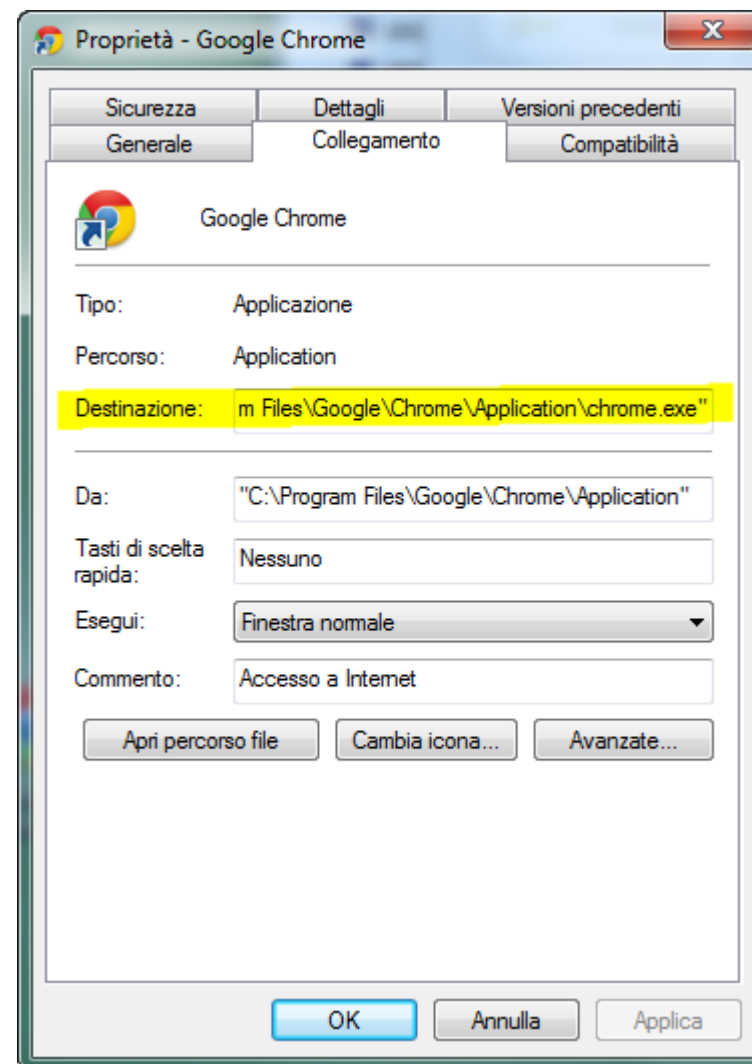 Proprietà - Google Chrome
Sicurezza Dettagli Versioni precedenti
Generale Collegamento Compatibilità
Google Chrome
Tipo: Applicazione
Percorso: Application
Destinazione: m Files\Google\Chrome\Application\chrome.exe"
Da: "C:\Program Files\Google\Chrome\Application"
Tasti di scelta
rapida: Nessuno
Esegui: Finestra normale
Commento: Accesso a Internet
Apri percorso file Cambia icona... Avanzate...
OK Annulla Applica